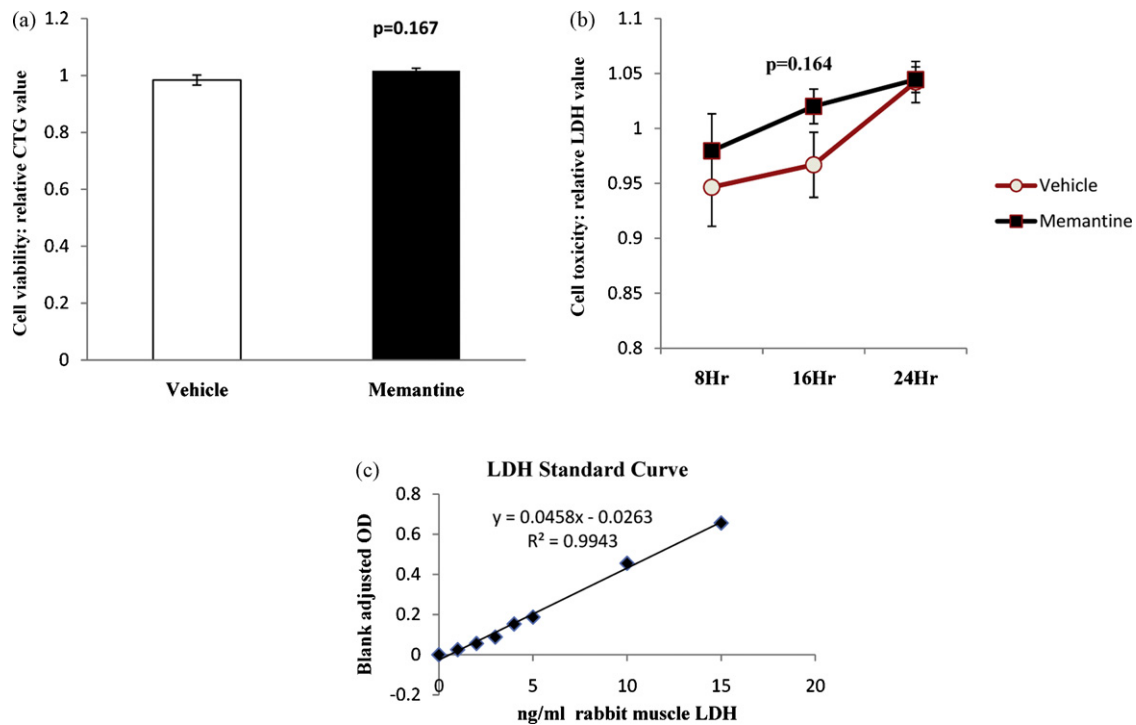 (a)
1.2
1
0.8
0.6
0.4
0.2
0
Cell viability: relative CTG value
p=0.167
Vehicle Memantine
(b)
1.1
1.05
1
0.95
0.9
0.85
0.8
Cell toxicity: relative LDH value
p=0.164
8Hr 16Hr 24Hr
Vehicle
Memantine
(c)
LDH Standard Curve
0.8
0.6
0.4
0.2
0
-0.2
Blank adjusted OD
y = 0.0458x - 0.0263
R² = 0.9943
0 5 10 15 20
ng/ml rabbit muscle LDH